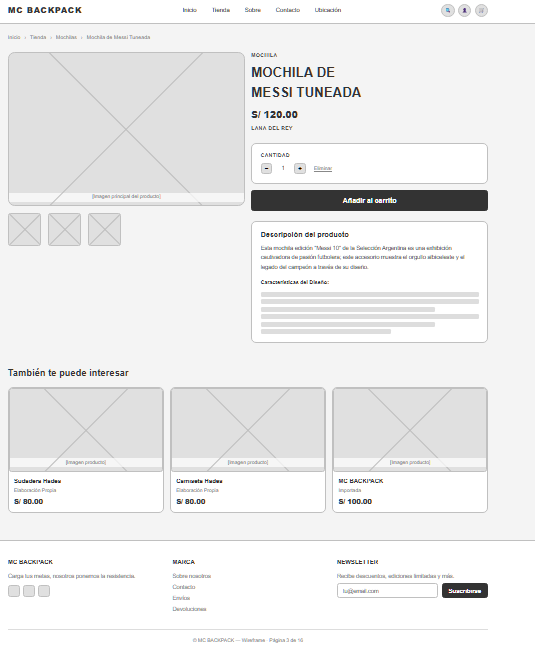 MC BACKPACK
Inicio Tienda Sobre Contacto Ubicación
Inicio › Tienda › Mochilas › Mochila de Messi Tuneada
MOCHILA
MOCHILA DE
MESSI TUNEADA
S/ 120.00
LANA DEL REY
CANTIDAD
− 1 + Eliminar
Añadir al carrito
[Imagen principal del producto]
Descripción del producto
Esta mochila edición "Messi 10" de la Selección Argentina es una exhibición
cautivadora de pasión futbolera; este accesorio muestra el orgullo albiceleste y el
legado del campeón a través de su diseño.
Características del Diseño:
También te puede interesar
[Imagen producto] [Imagen producto] [Imagen producto]
Sudadera Hades
Elaboración Propia
S/ 80.00
Camiseta Hades
Elaboración Propia
S/ 80.00
MC BACKPACK
Importada
S/ 100.00
MC BACKPACK
Carga tus metas, nosotros ponemos la resistencia.
MARCA
Sobre nosotros
Contacto
Envíos
Devoluciones
NEWSLETTER
Recibe descuentos, ediciones limitadas y más.
tu@email.com Suscribirse
© MC BACKPACK — Wireframe · Página 3 de 16